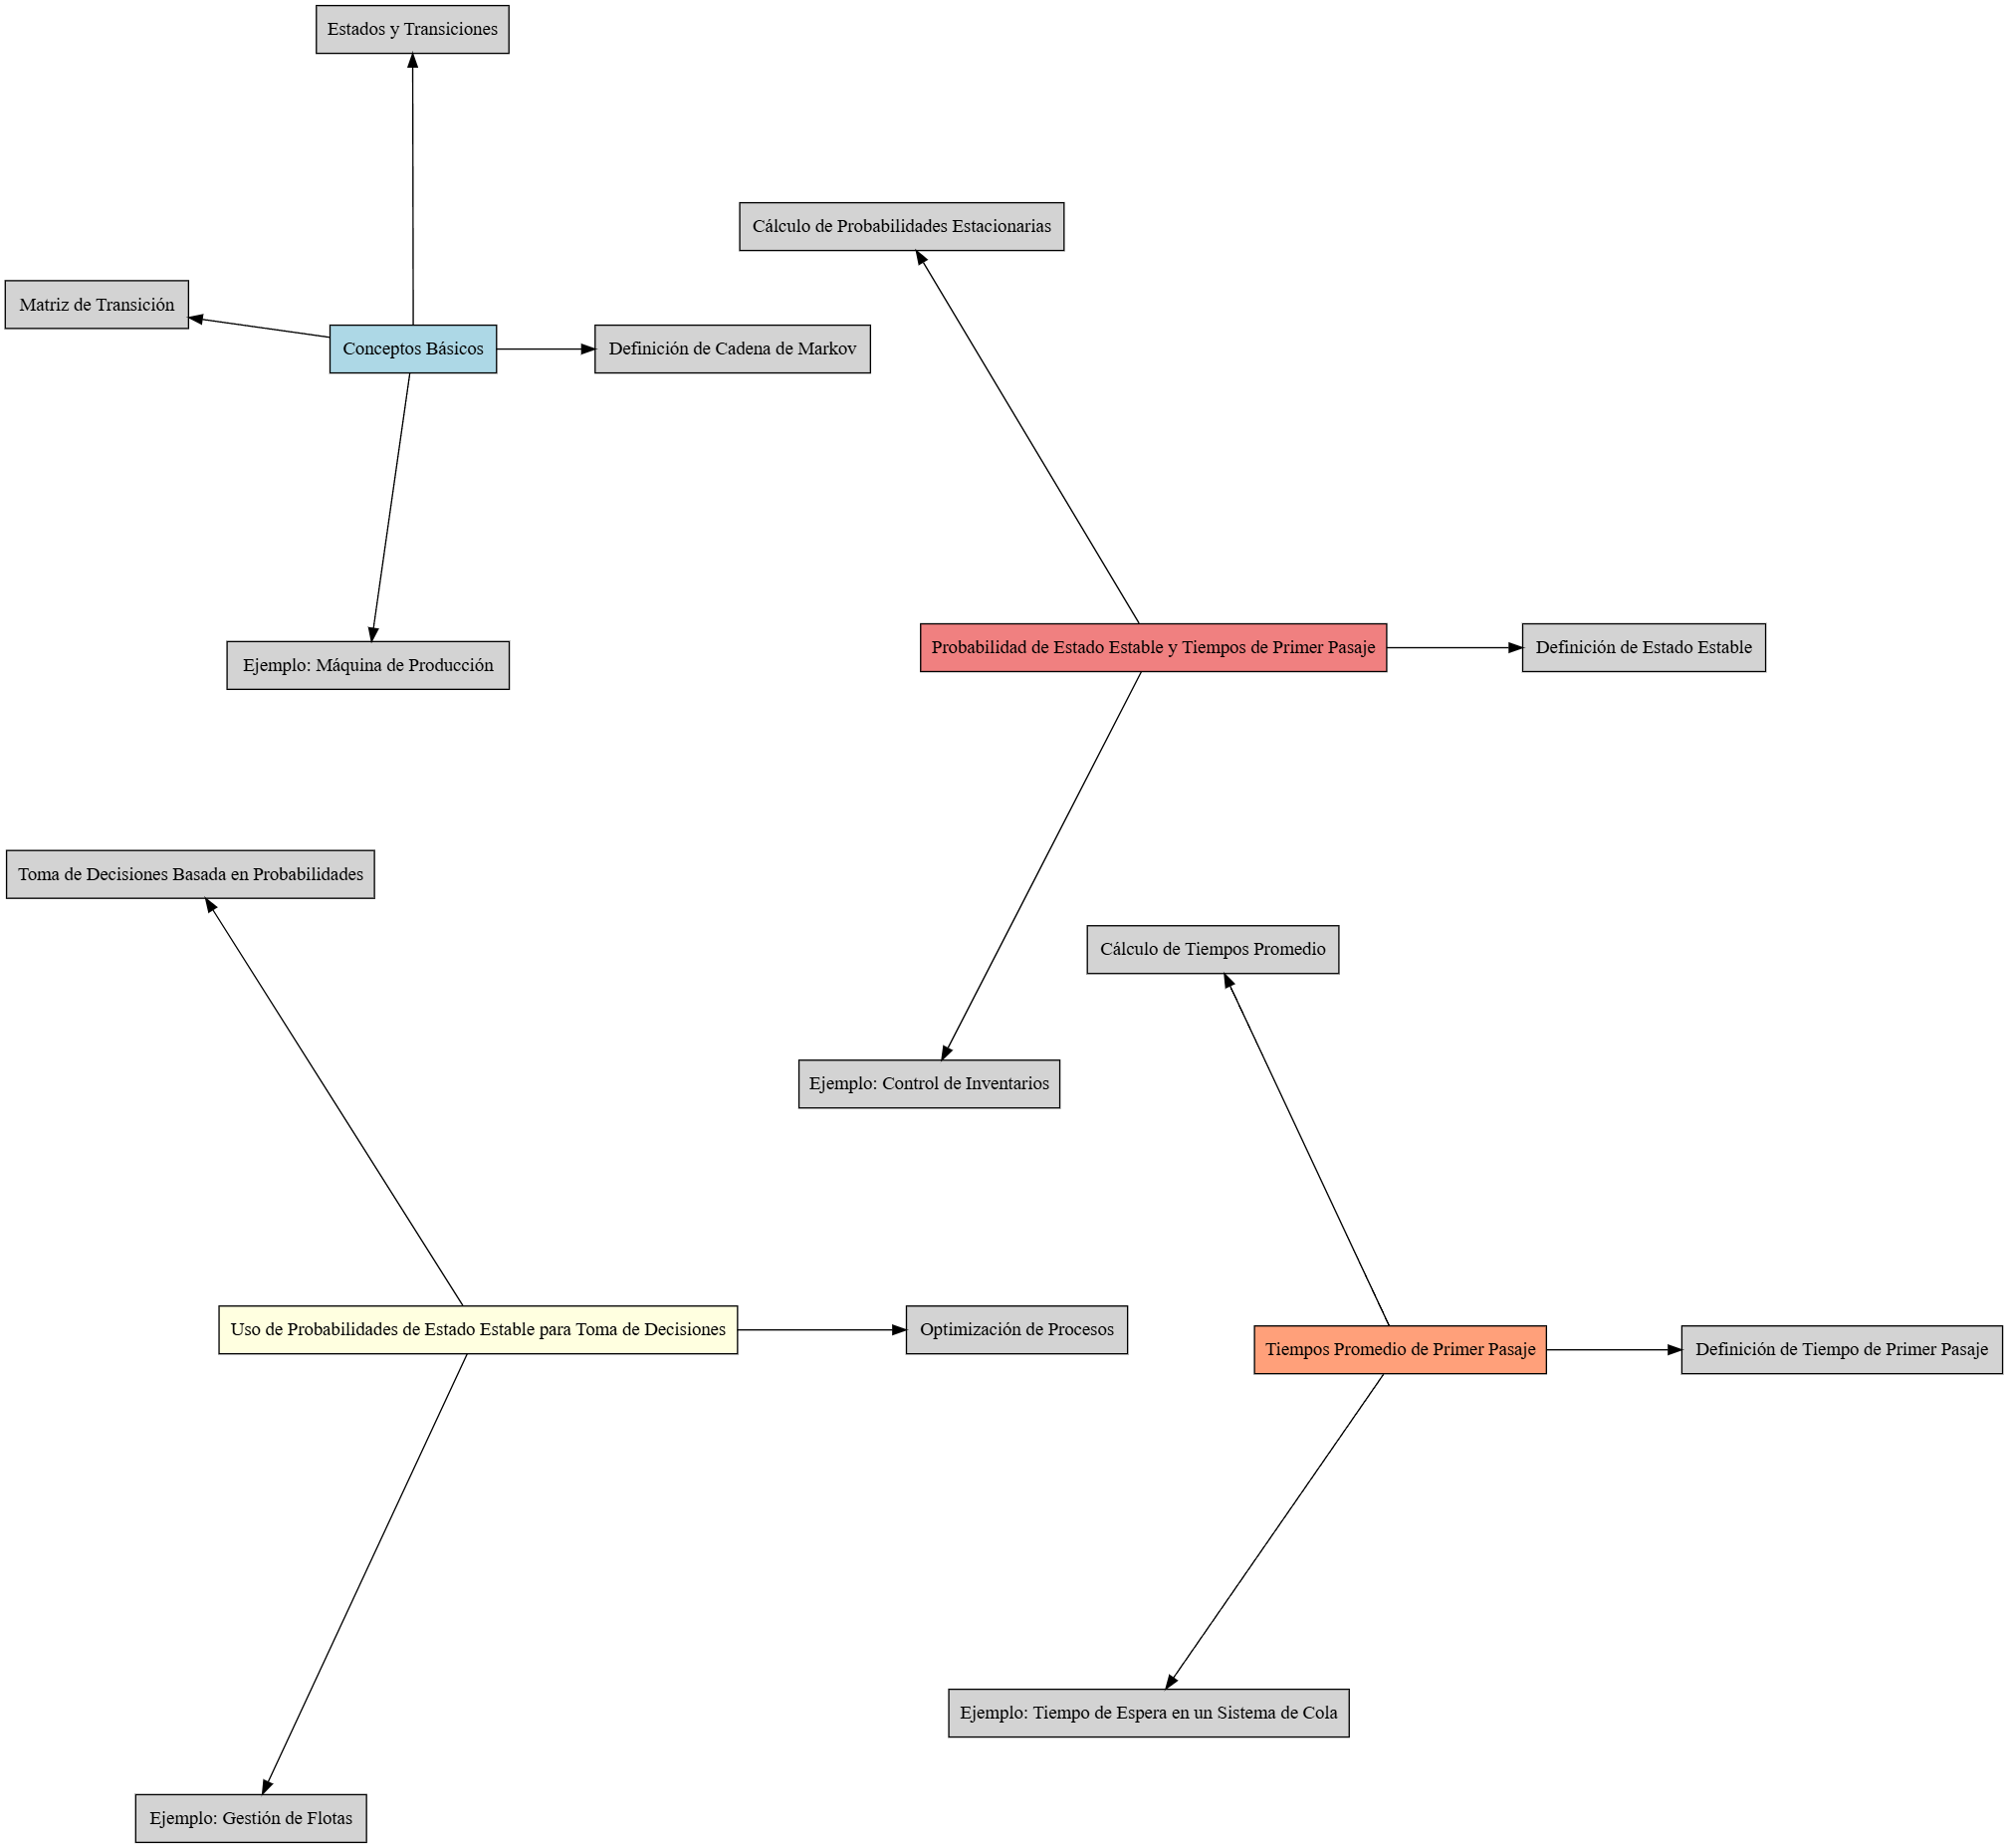 Estados y Transiciones
Cálculo de Probabilidades Estacionarias
Matriz de Transición
Conceptos Básicos
Definición de Cadena de Markov
Probabilidad de Estado Estable y Tiempos de Primer Pasaje
Definición de Estado Estable
Ejemplo: Máquina de Producción
Toma de Decisiones Basada en Probabilidades
Cálculo de Tiempos Promedio
Ejemplo: Control de Inventarios
Uso de Probabilidades de Estado Estable para Toma de Decisiones
Optimización de Procesos
Tiempos Promedio de Primer Pasaje
Definición de Tiempo de Primer Pasaje
Ejemplo: Tiempo de Espera en un Sistema de Cola
Ejemplo: Gestión de Flotas